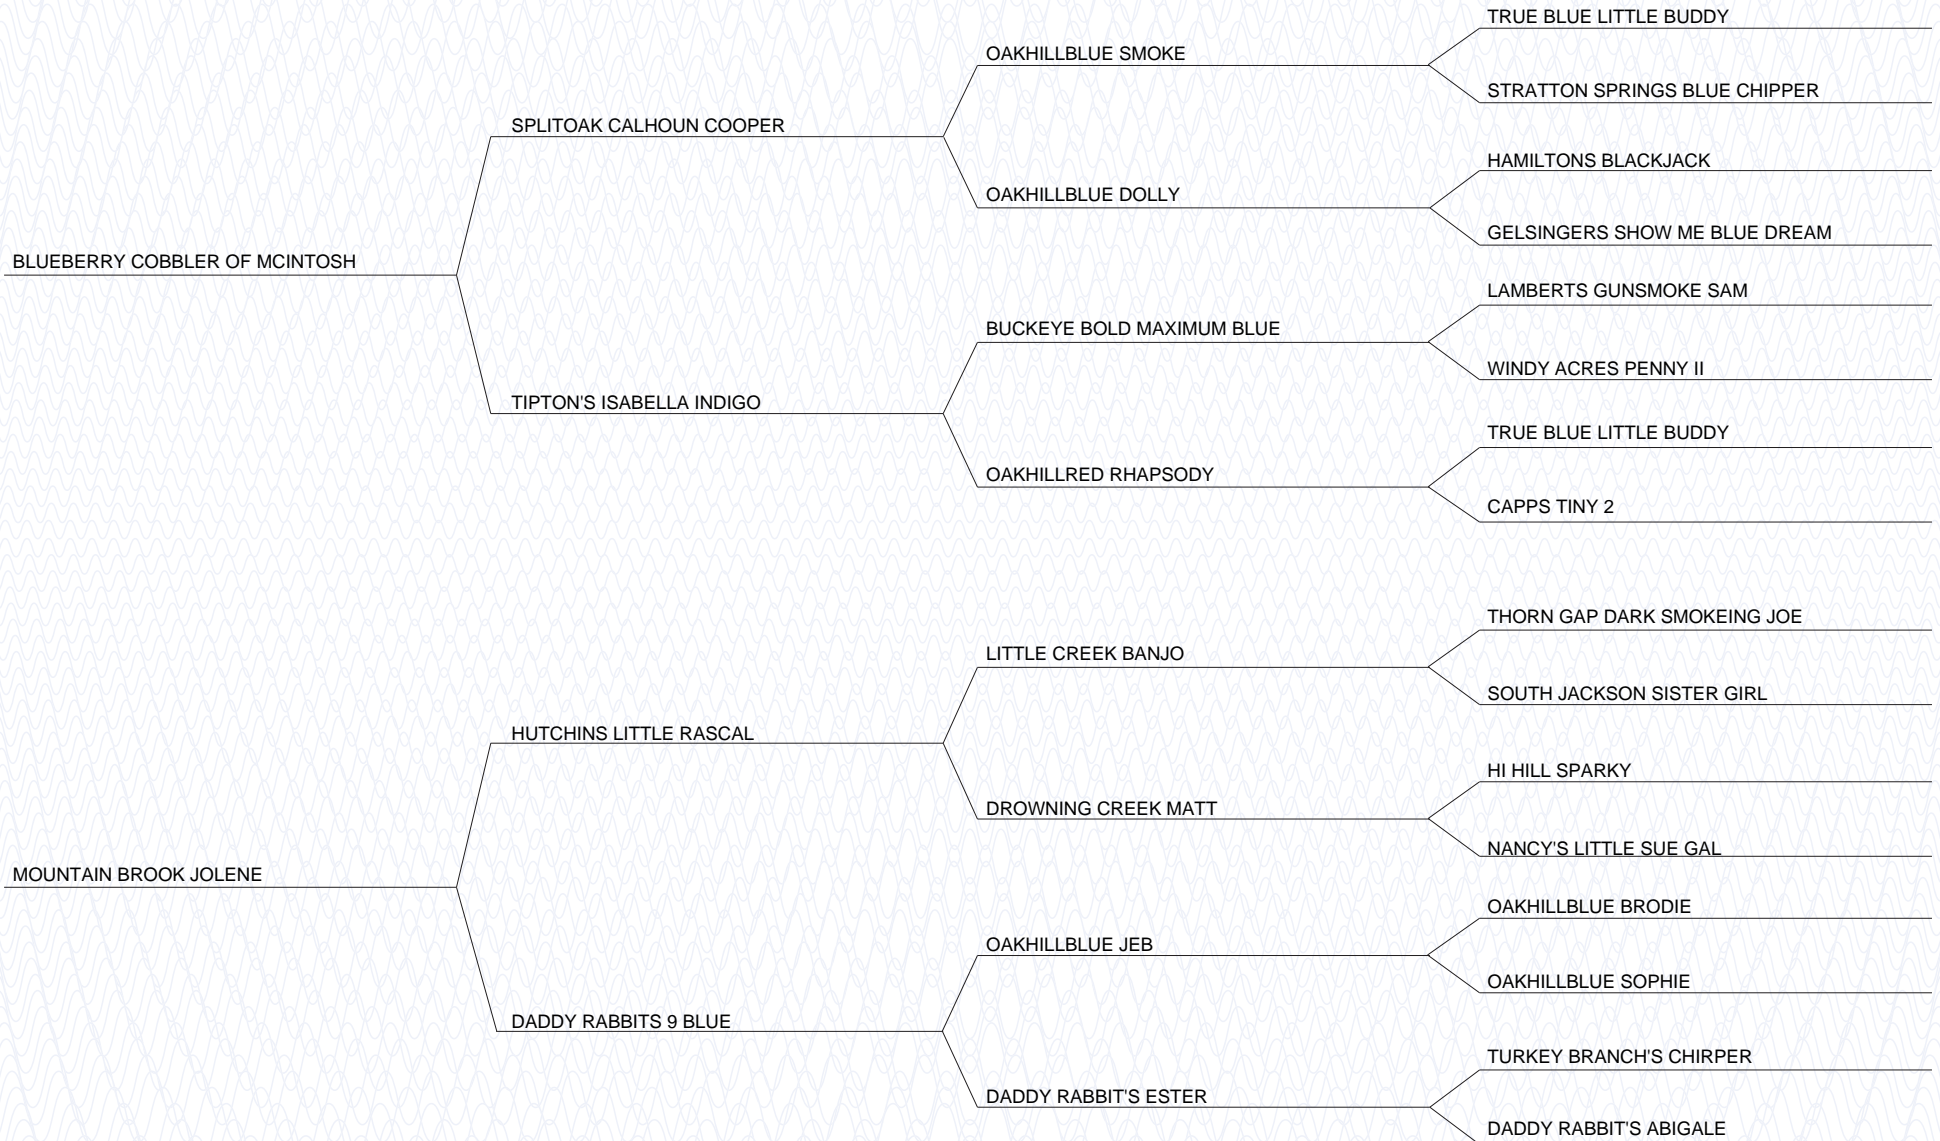 TRUE BLUE LITTLE BUDDY
OAKHILLBLUE SMOKE
STRATTON SPRINGS BLUE CHIPPER
SPLITOAK CALHOUN COOPER
HAMILTONS BLACKJACK
OAKHILLBLUE DOLLY
GELSINGERS SHOW ME BLUE DREAM
BLUEBERRY COBBLER OF MCINTOSH
LAMBERTS GUNSMOKE SAM
BUCKEYE BOLD MAXIMUM BLUE
WINDY ACRES PENNY II
TIPTON'S ISABELLA INDIGO
TRUE BLUE LITTLE BUDDY
OAKHILLRED RHAPSODY
CAPPS TINY 2
THORN GAP DARK SMOKEING JOE
LITTLE CREEK BANJO
SOUTH JACKSON SISTER GIRL
HUTCHINS LITTLE RASCAL
HI HILL SPARKY
DROWNING CREEK MATT
NANCY'S LITTLE SUE GAL
MOUNTAIN BROOK JOLENE
OAKHILLBLUE BRODIE
OAKHILLBLUE JEB
OAKHILLBLUE SOPHIE
DADDY RABBITS 9 BLUE
TURKEY BRANCH'S CHIRPER
DADDY RABBIT'S ESTER
DADDY RABBIT'S ABIGALE